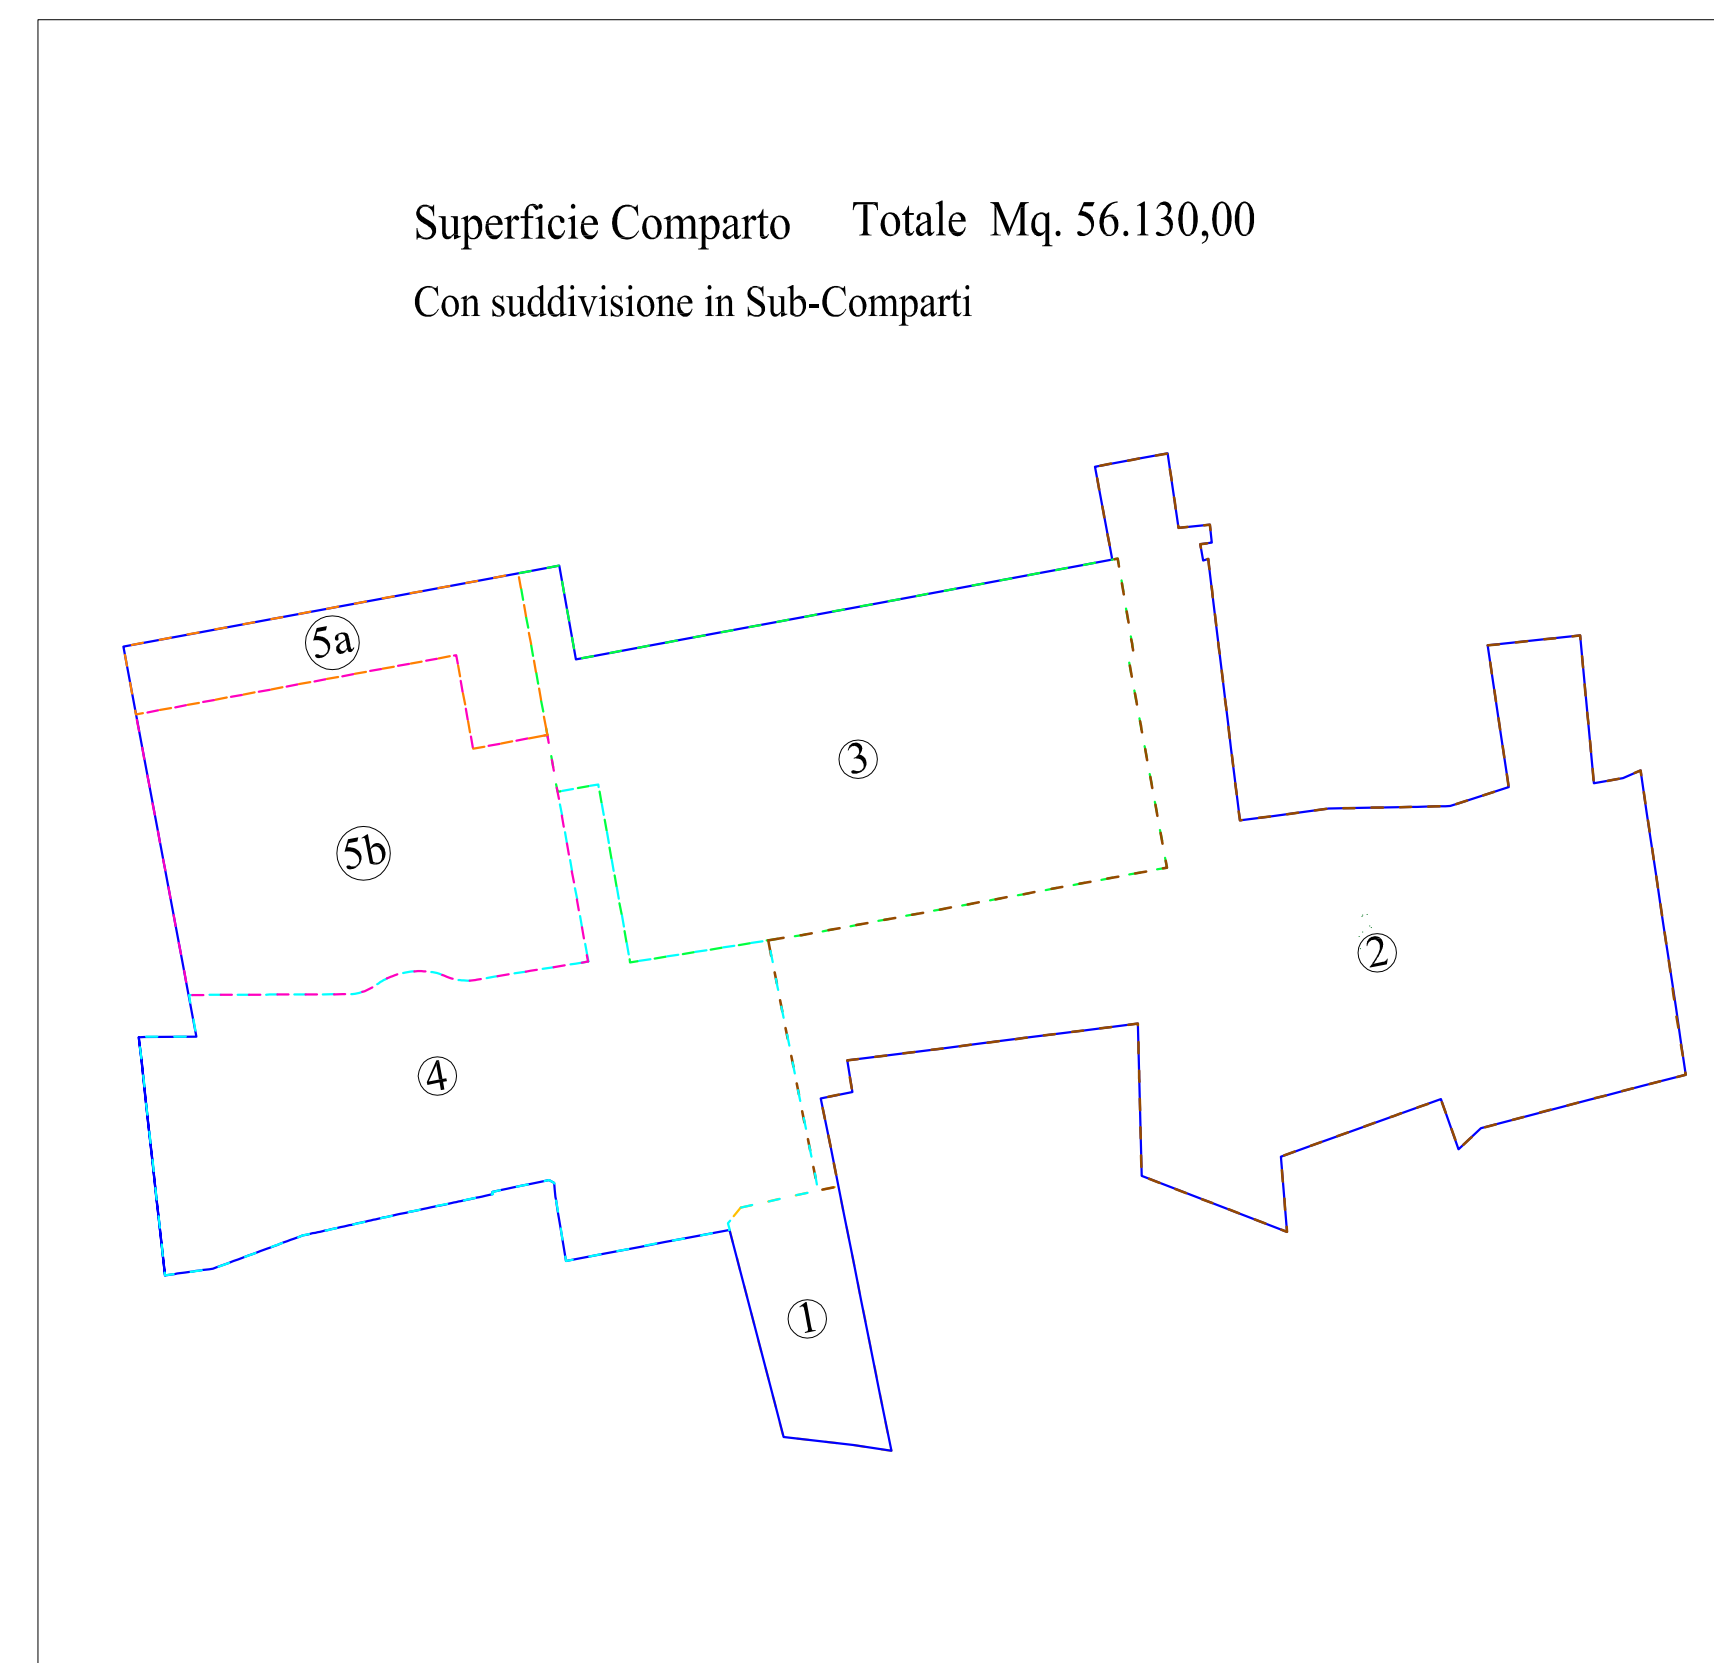 Superficie Comparto Totale Mq. 56.130,00
Con suddivisione in Sub-Comparti
5a
3
5b
2
4
1